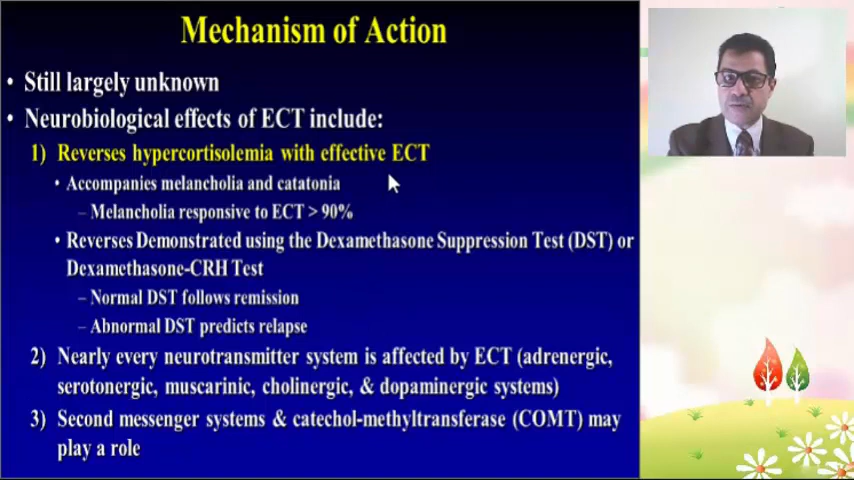 Mechanism of Action
• Still largely unknown
• Neurobiological effects of ECT include:
1) Reverses hypercortisolemia with effective ECT
• Accompanies melancholia and catatonia
– Melancholia responsive to ECT > 90%
• Reverses Demonstrated using the Dexamethasone Suppression Test (DST) or
Dexamethasone-CRH Test
– Normal DST follows remission
– Abnormal DST predicts relapse
2) Nearly every neurotransmitter system is affected by ECT (adrenergic,
serotonergic, muscarinic, cholinergic, & dopaminergic systems)
3) Second messenger systems & catechol-methyltransferase (COMT) may
play a role